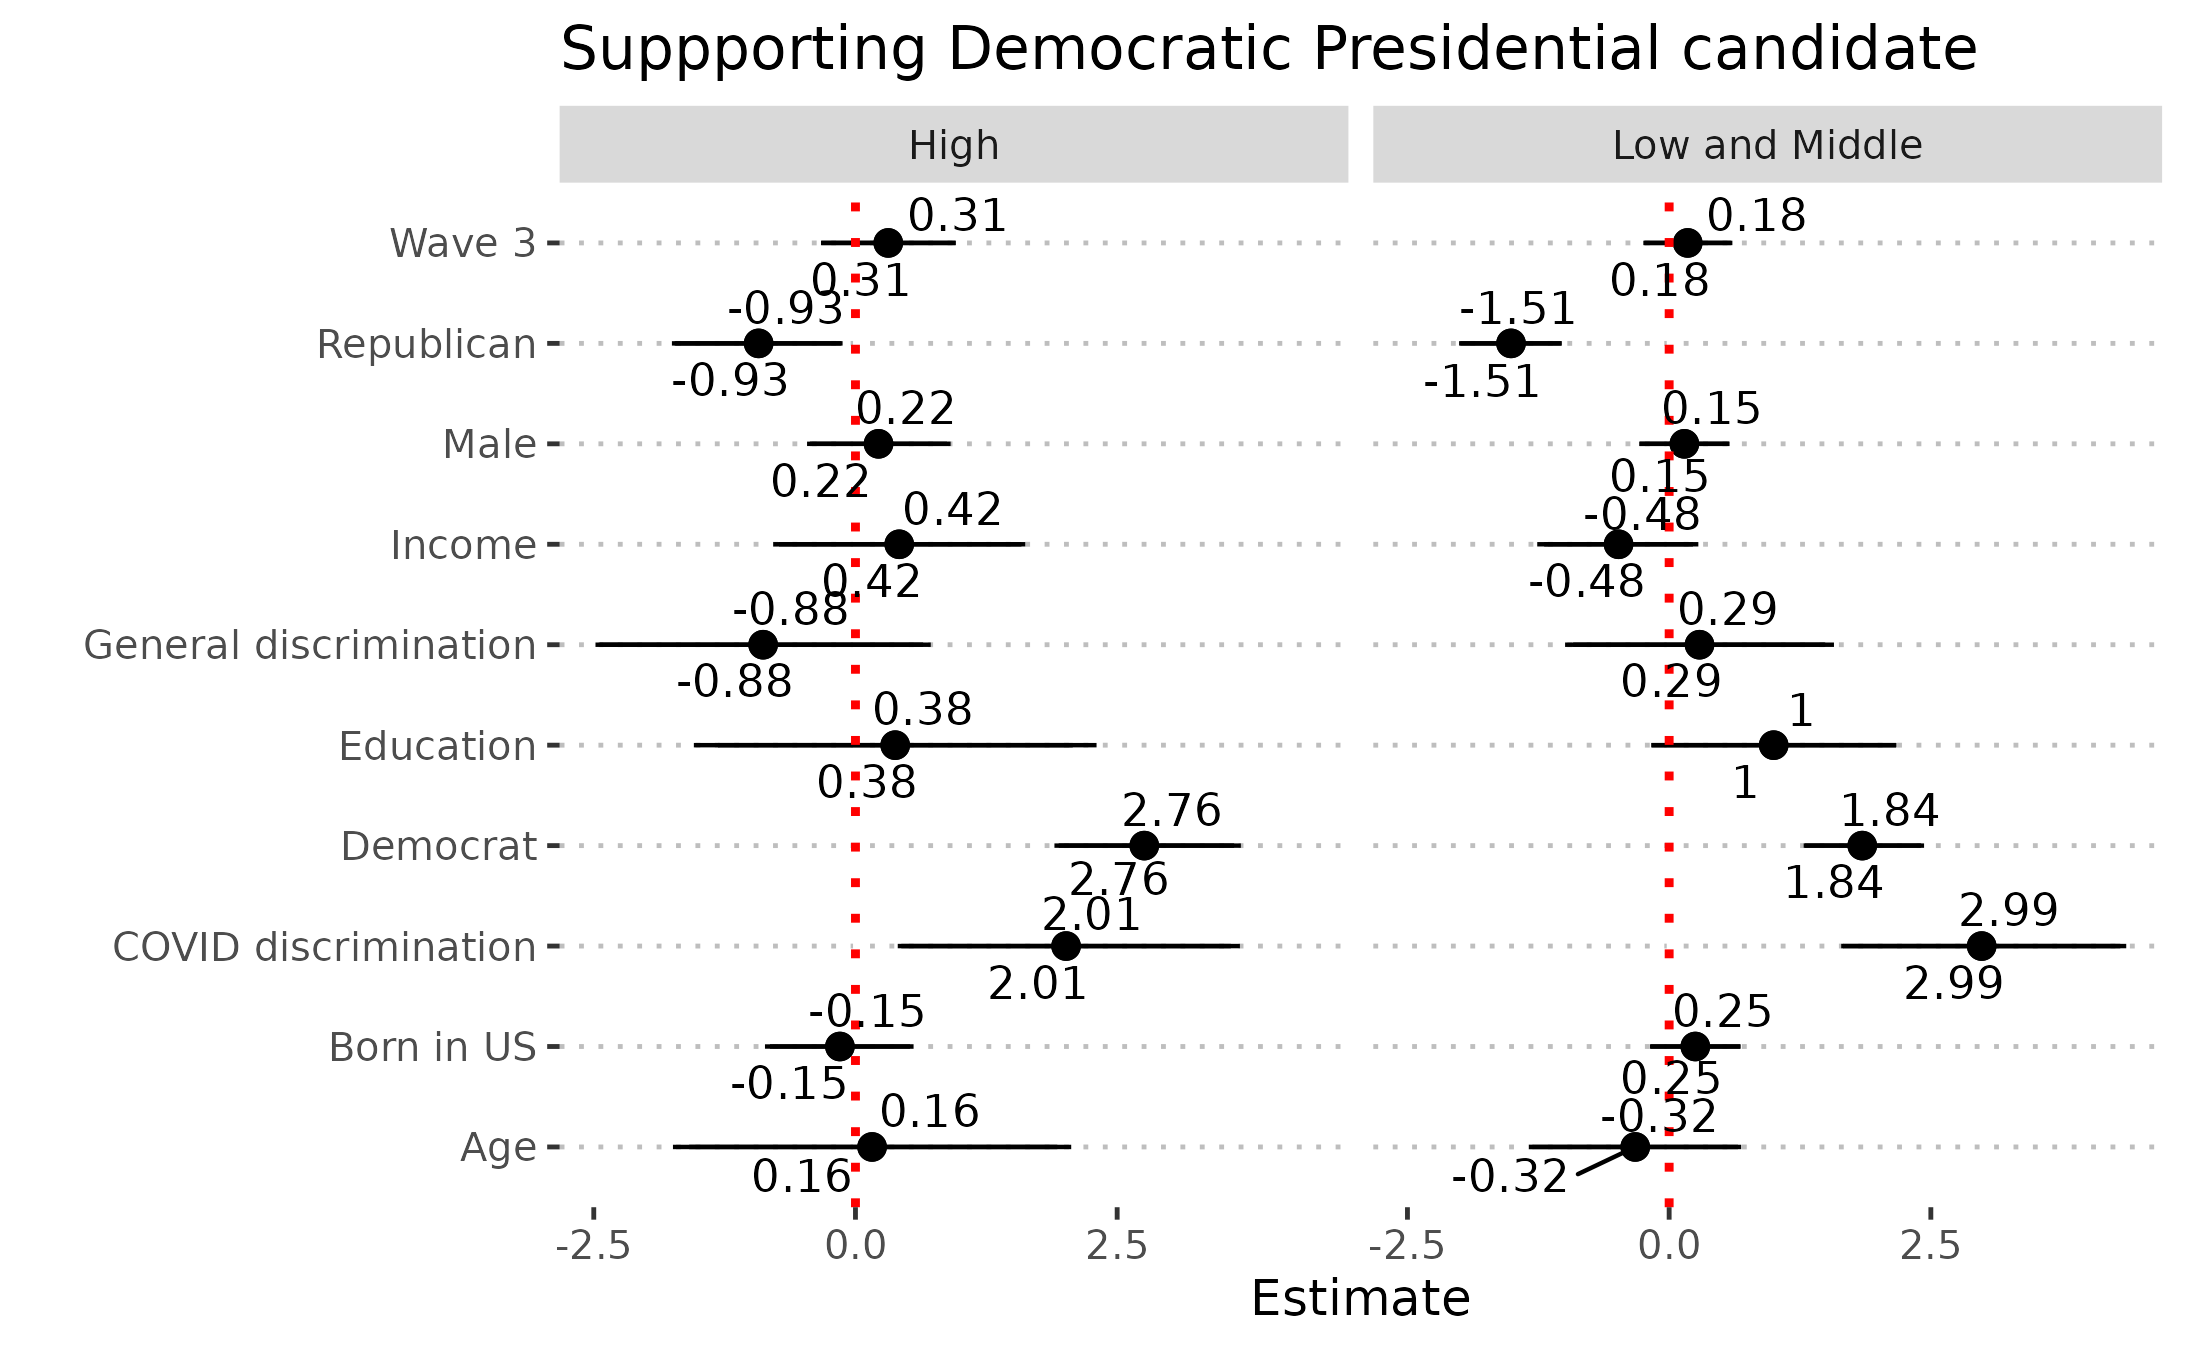 Suppporting Democratic Presidential candidate
High
Low and Middle
Wave 3
0.31
0.31
0.18
0.18
Republican
-0.93
-0.93
-1.51
-1.51
Male
0.22
0.22
0.15
0.15
Income
0.42
0.42
-0.48
-0.48
General discrimination
-0.88
-0.88
0.29
0.29
Education
0.38
0.38
1
1
Democrat
2.76
2.76
1.84
1.84
COVID discrimination
2.01
2.01
2.99
2.99
Born in US
-0.15
-0.15
0.25
0.25
Age
0.16
0.16
-0.32
-0.32
-2.5 0.0 2.5
-2.5 0.0 2.5
Estimate